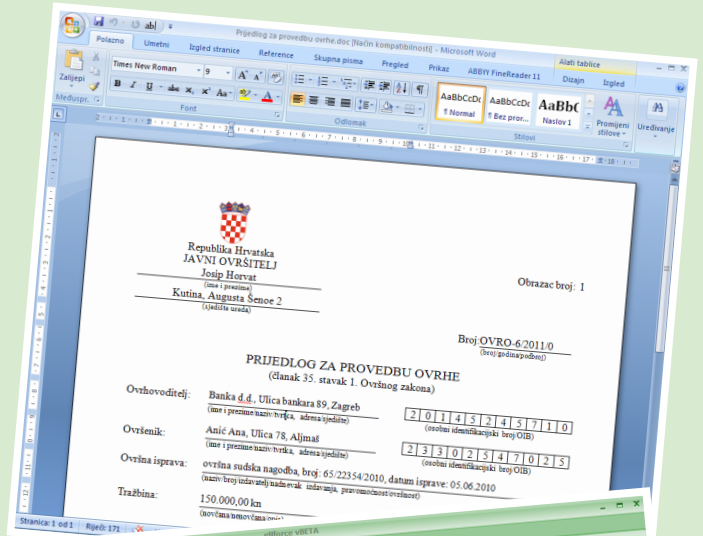 Prijedlog za provedbu ovrhe.doc [Način kompatibilnosti] - Microsoft Word
Alati tablice
Polazno Umetni Izgled stranice Reference Skupna pisma Pregled Prikaz ABBYY FineReader 11 Dizajn Izgled
Zalijepi
Međuspr.
Times New Roman 9
Font
Odlomak
AaBbCcDc AaBbCcDc AaBbC
¶ Normal ¶ Bez pror... Naslov 1
Promijeni stilove
Stilovi
Uređivanje
Republika Hrvatska
JAVNI OVRŠITELJ
Josip Horvat
(ime i prezime)
Kutina, Augusta Šenoe 2
(sjedište ureda)
Obrazac broj: 1
Broj: OVRO-6/2011/0
(broj/godina/podbroj)
PRIJEDLOG ZA PROVEDBU OVRHE
(članak 35. stavak 1. Ovršnog zakona)
Ovrhovoditelj: Banka d.d., Ulica bankara 89, Zagreb 2 0 1 4 5 2 4 5 7 1 0
(ime i prezime/naziv/tvrtka, adresa/sjedište) (osobni identifikacijski broj/OIB)
Ovršenik: Anić Ana, Ulica 78, Aljmaš 2 3 3 0 2 5 4 7 0 2 5
(ime i prezime/naziv/tvrtka, adresa/sjedište) (osobni identifikacijski broj/OIB)
Ovršna isprava: ovršna sudska nagodba, broj: 65/22354/2010, datum isprave: 05.06.2010
(naziv/broj/izdavatelj/nadnevak izdavanja, pravomoćnost/ovršnost)
Tražbina: 150.000,00 kn
(novčana/nenovčana/opis)
Stranica: 1 od 1 Riječi: 171
vBETA